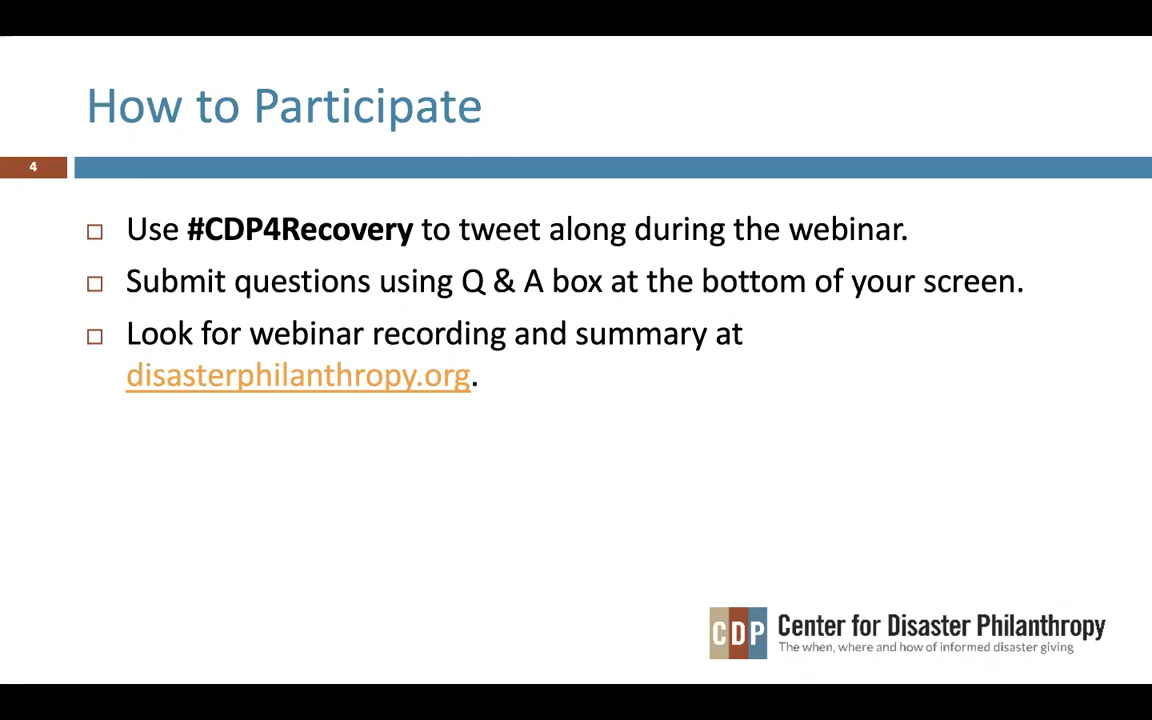 How to Participate
4
Use #CDP4Recovery to tweet along during the webinar.
Submit questions using Q & A box at the bottom of your screen.
Look for webinar recording and summary at
disasterphilanthropy.org.
CDP Center for Disaster Philanthropy
The when, where and how of informed disaster giving